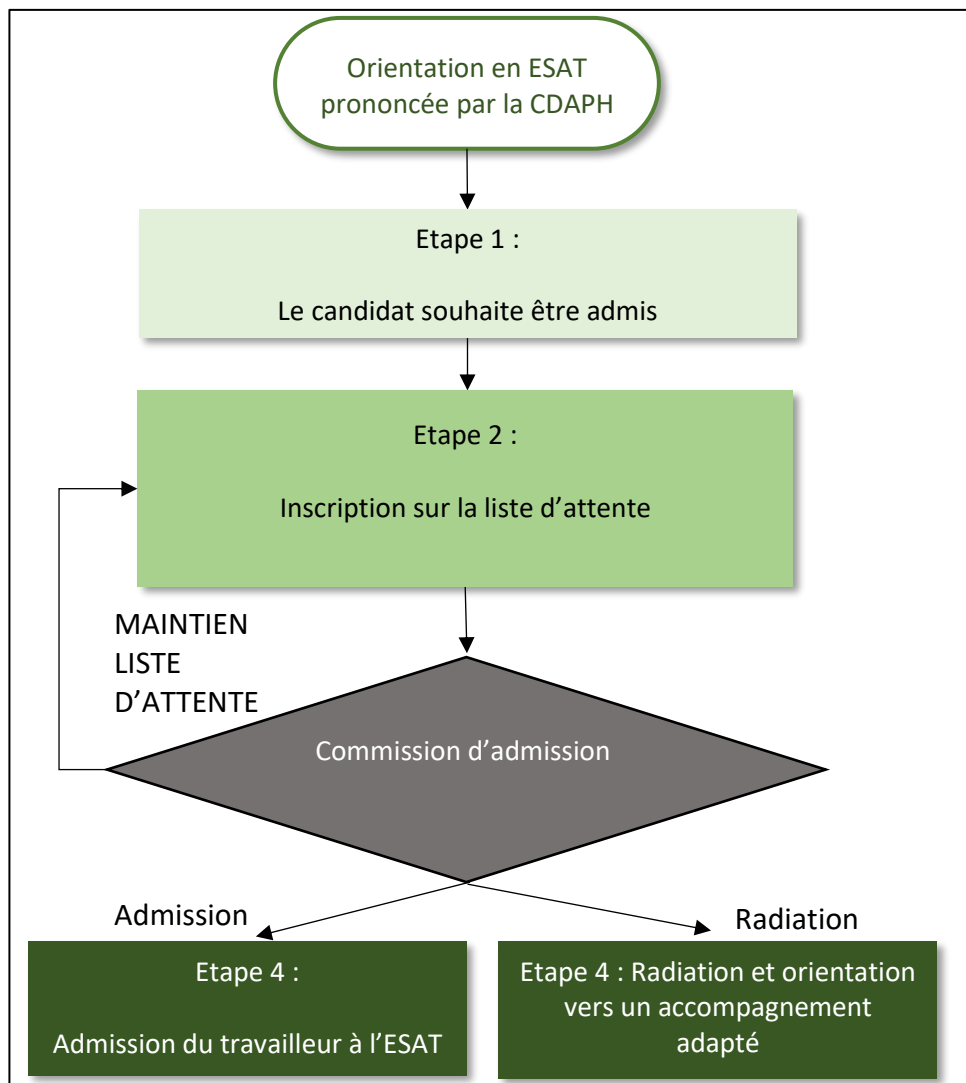 Orientation en ESAT
prononcée par la CDAPH
Etape 1 :
Le candidat souhaite être admis
Etape 2 :
Inscription sur la liste d’attente
MAINTIEN
LISTE
D’ATTENTE
Commission d’admission
Admission
Radiation
Etape 4 :
Admission du travailleur à l’ESAT
Etape 4 : Radiation et orientation
vers un accompagnement
adapté